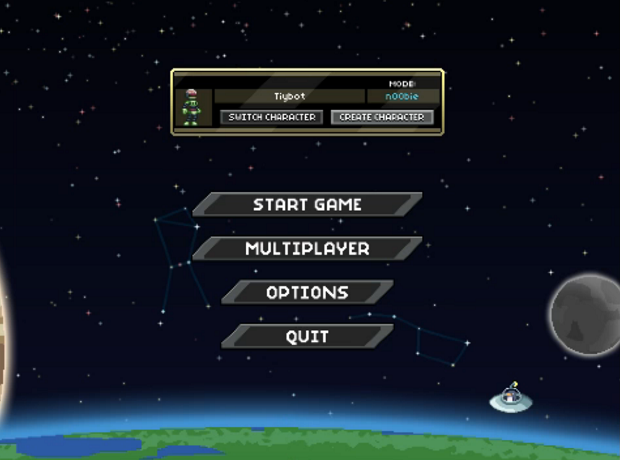 MODE:
Tiybot
n00bie
SWITCH CHARACTER
CREATE CHARACTER
START GAME
MULTIPLAYER
OPTIONS
QUIT